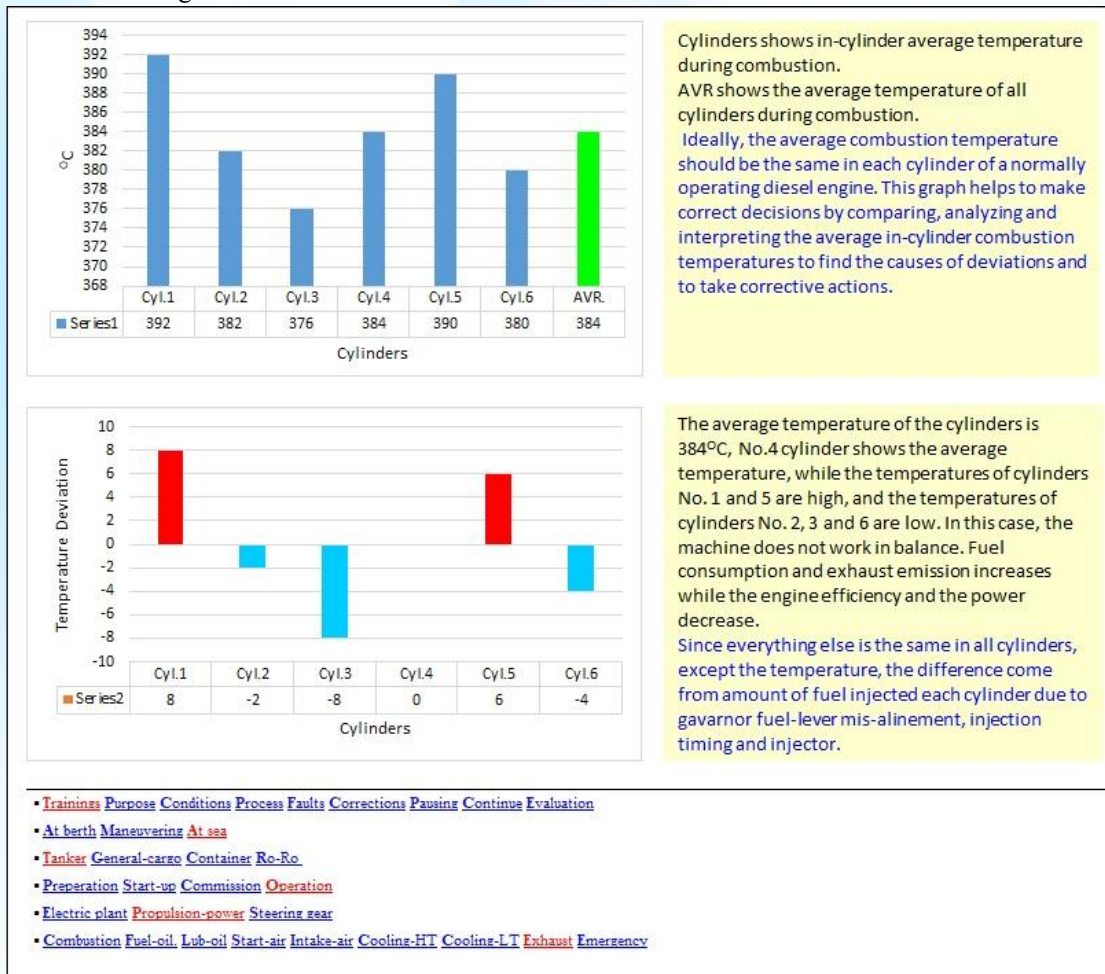 394
392
390
388
386
384
382
380
378
376
374
372
370
368
°C
Cyl.1 Cyl.2 Cyl.3 Cyl.4 Cyl.5 Cyl.6 AVR.
Series1 392 382 376 384 390 380 384
Cylinders
Cylinders shows in-cylinder average temperature
during combustion.
AVR shows the average temperature of all
cylinders during combustion.
Ideally, the average combustion temperature
should be the same in each cylinder of a normally
operating diesel engine. This graph helps to make
correct decisions by comparing, analyzing and
interpreting the average in-cylinder combustion
temperatures to find the causes of deviations and
to take corrective actions.
10
8
6
4
2
0
-2
-4
-6
-8
-10
Temperature Deviation
Cyl.1 Cyl.2 Cyl.3 Cyl.4 Cyl.5 Cyl.6
Series2 8 -2 -8 0 6 -4
Cylinders
The average temperature of the cylinders is
384°C, No.4 cylinder shows the average
temperature, while the temperatures of cylinders
No. 1 and 5 are high, and the temperatures of
cylinders No. 2, 3 and 6 are low. In this case, the
machine does not work in balance. Fuel
consumption and exhaust emission increases
while the engine efficiency and the power
decrease.
Since everything else is the same in all cylinders,
except the temperature, the difference come
from amount of fuel injected each cylinder due to
gavarnor fuel-lever mis-alinement, injection
timing and injector.
▪ Trainings Purpose Conditions Process Faults Corrections Pausing Continue Evaluation
▪ At berth Maneuvering At sea
▪ Tanker General-cargo Container Ro-Ro
▪ Preperation Start-up Commission Operation
▪ Electric plant Propulsion-power Steering gear
▪ Combustion Fuel-oil. Lub-oil Start-air Intake-air Cooling-HT Cooling-LT Exhaust Emergency